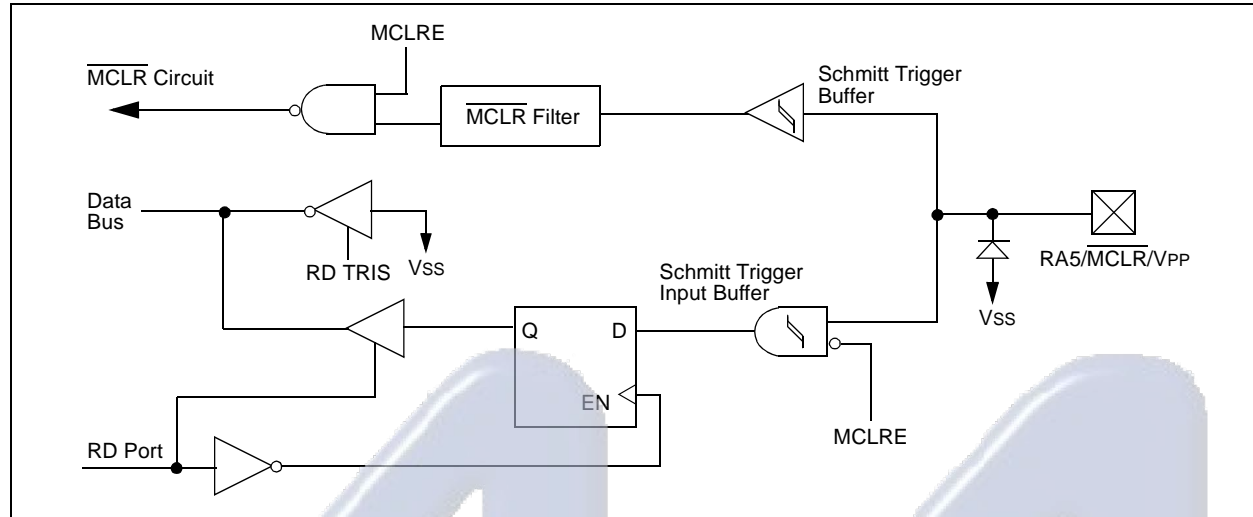 MCLRE
MCLR Circuit
Schmitt Trigger
Buffer
MCLR Filter
Data
Bus
RD TRIS
VSS
RA5/MCLR/VPP
Schmitt Trigger
Input Buffer
VSS
Q
D
EN
MCLRE
RD Port